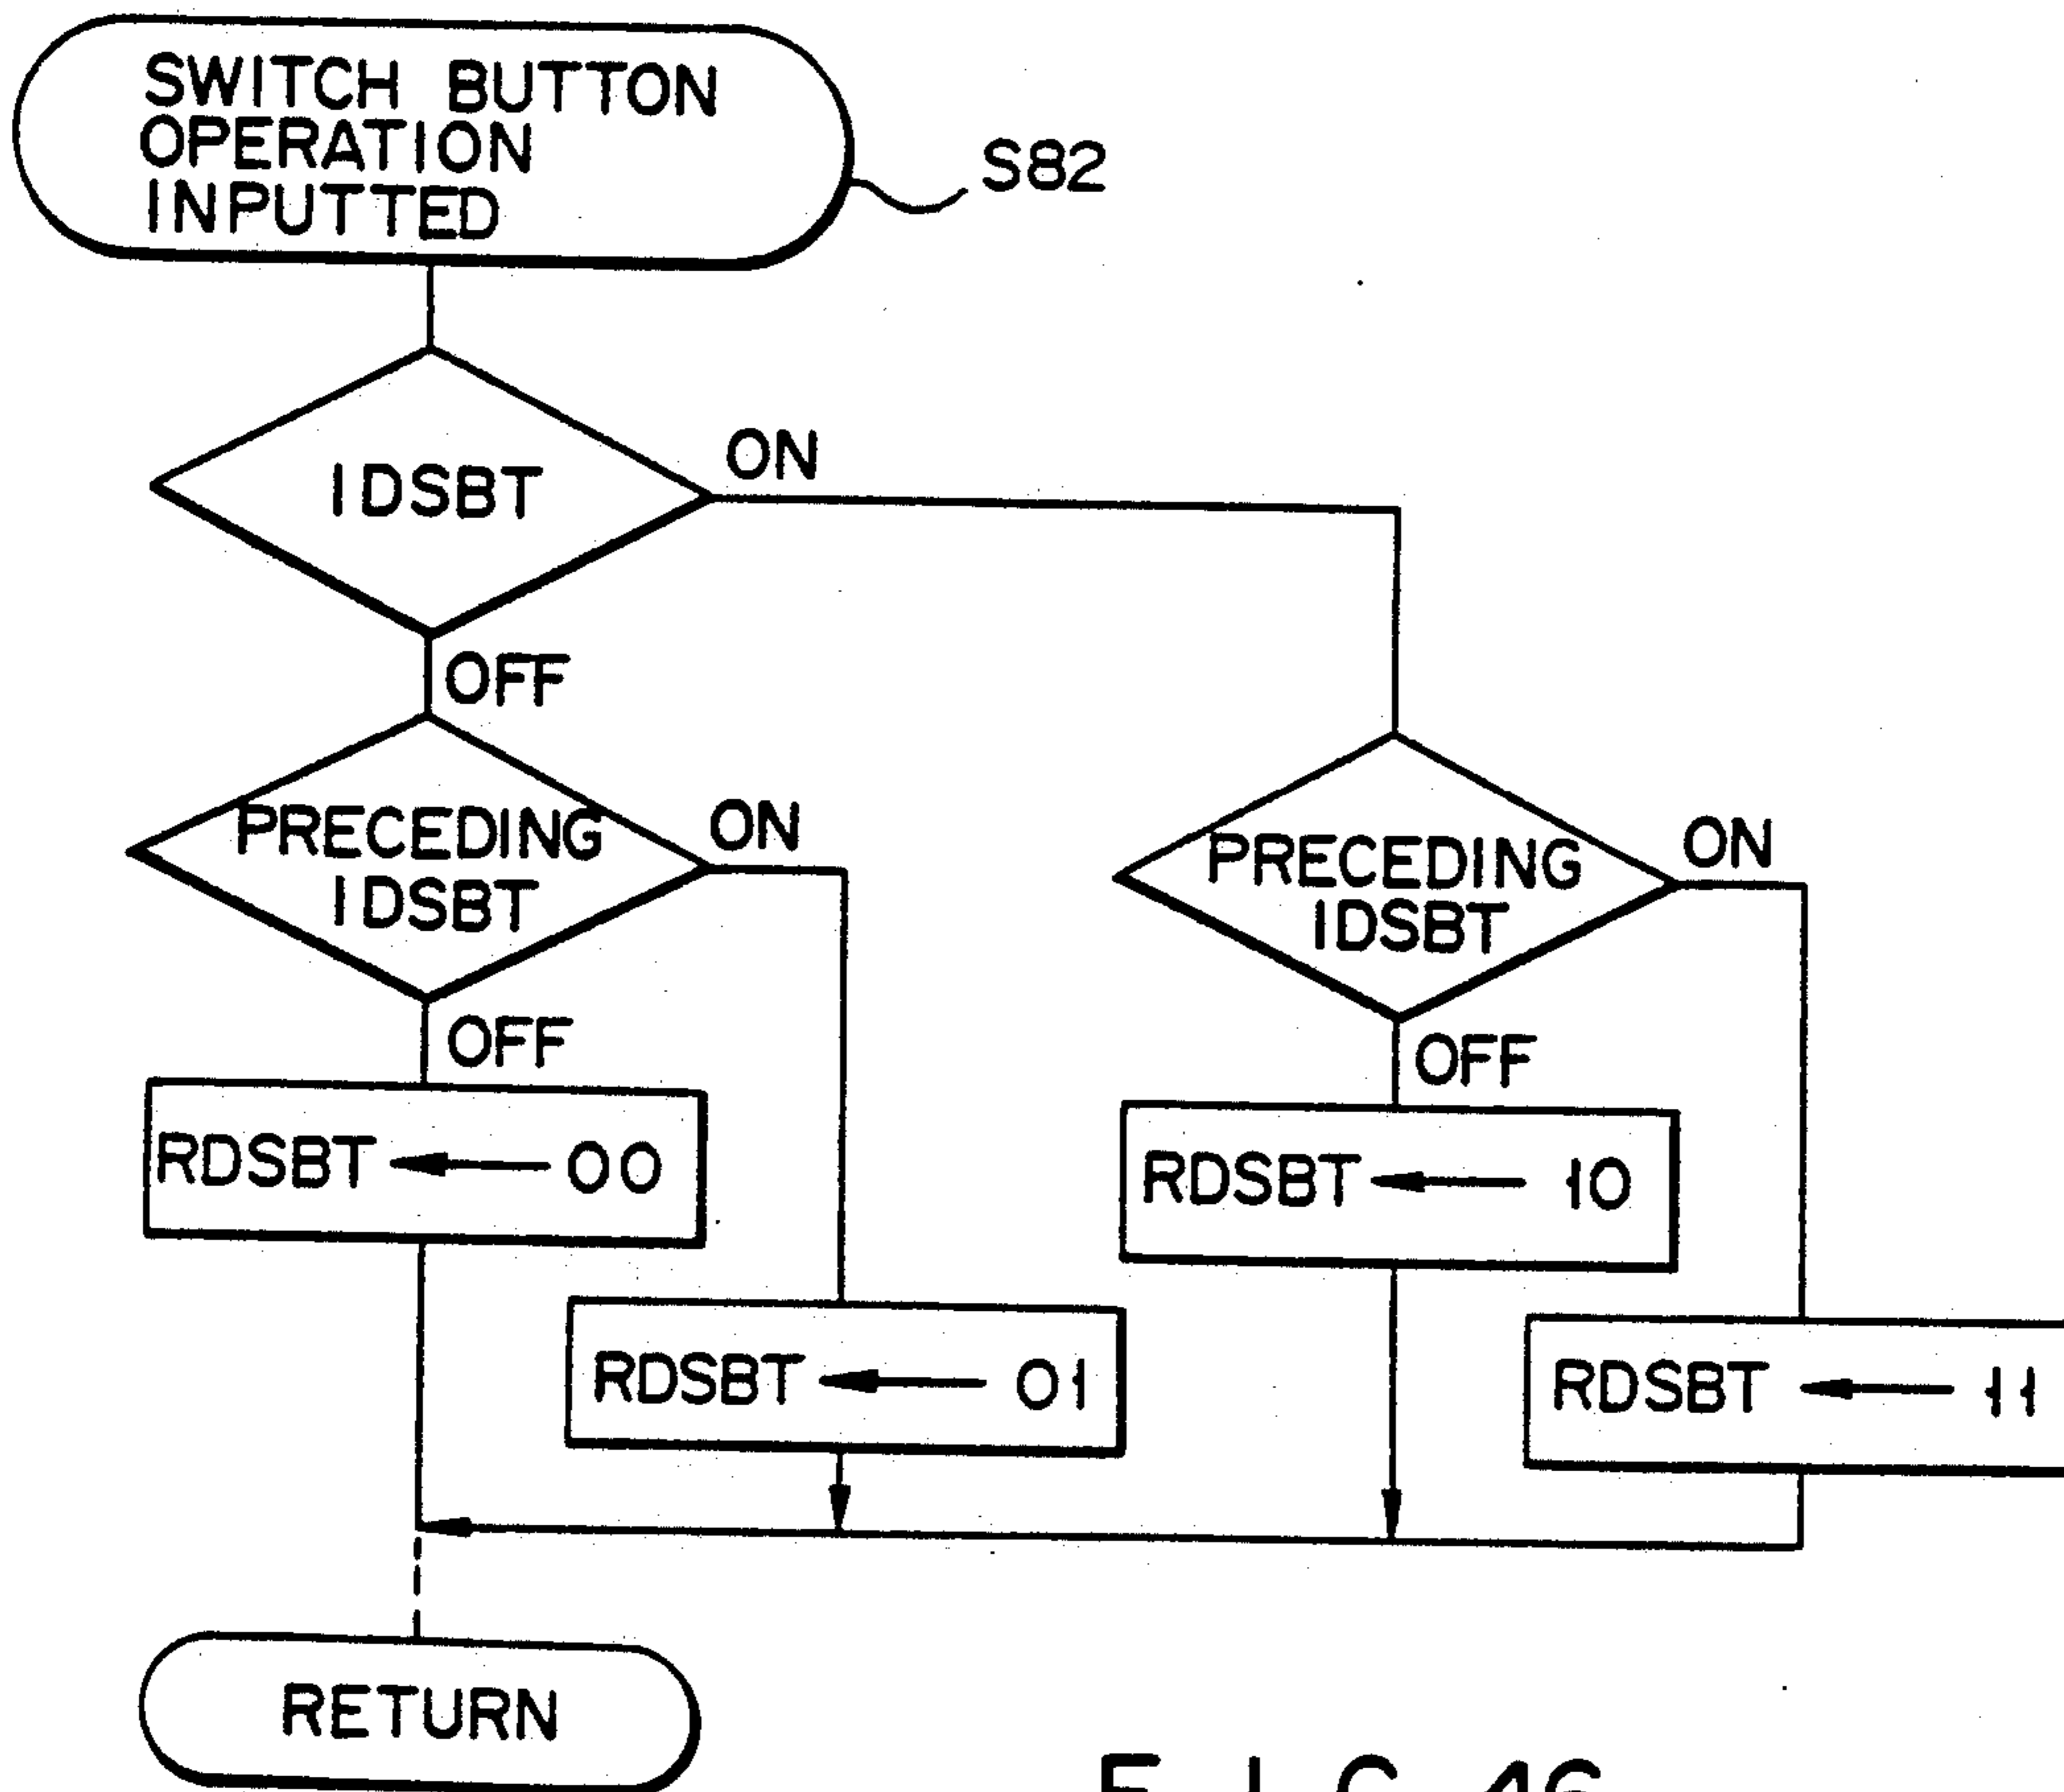 SWITCH BUTTON
OPERATION
INPUTTED
S82
IDSBT
ON
OFF
PRECEDING
IDSBT
ON
OFF
PRECEDING
IDSBT
ON
OFF
RDSBT ← 00
RDSBT ← 10
RDSBT ← 01
RDSBT ← 11
RETURN